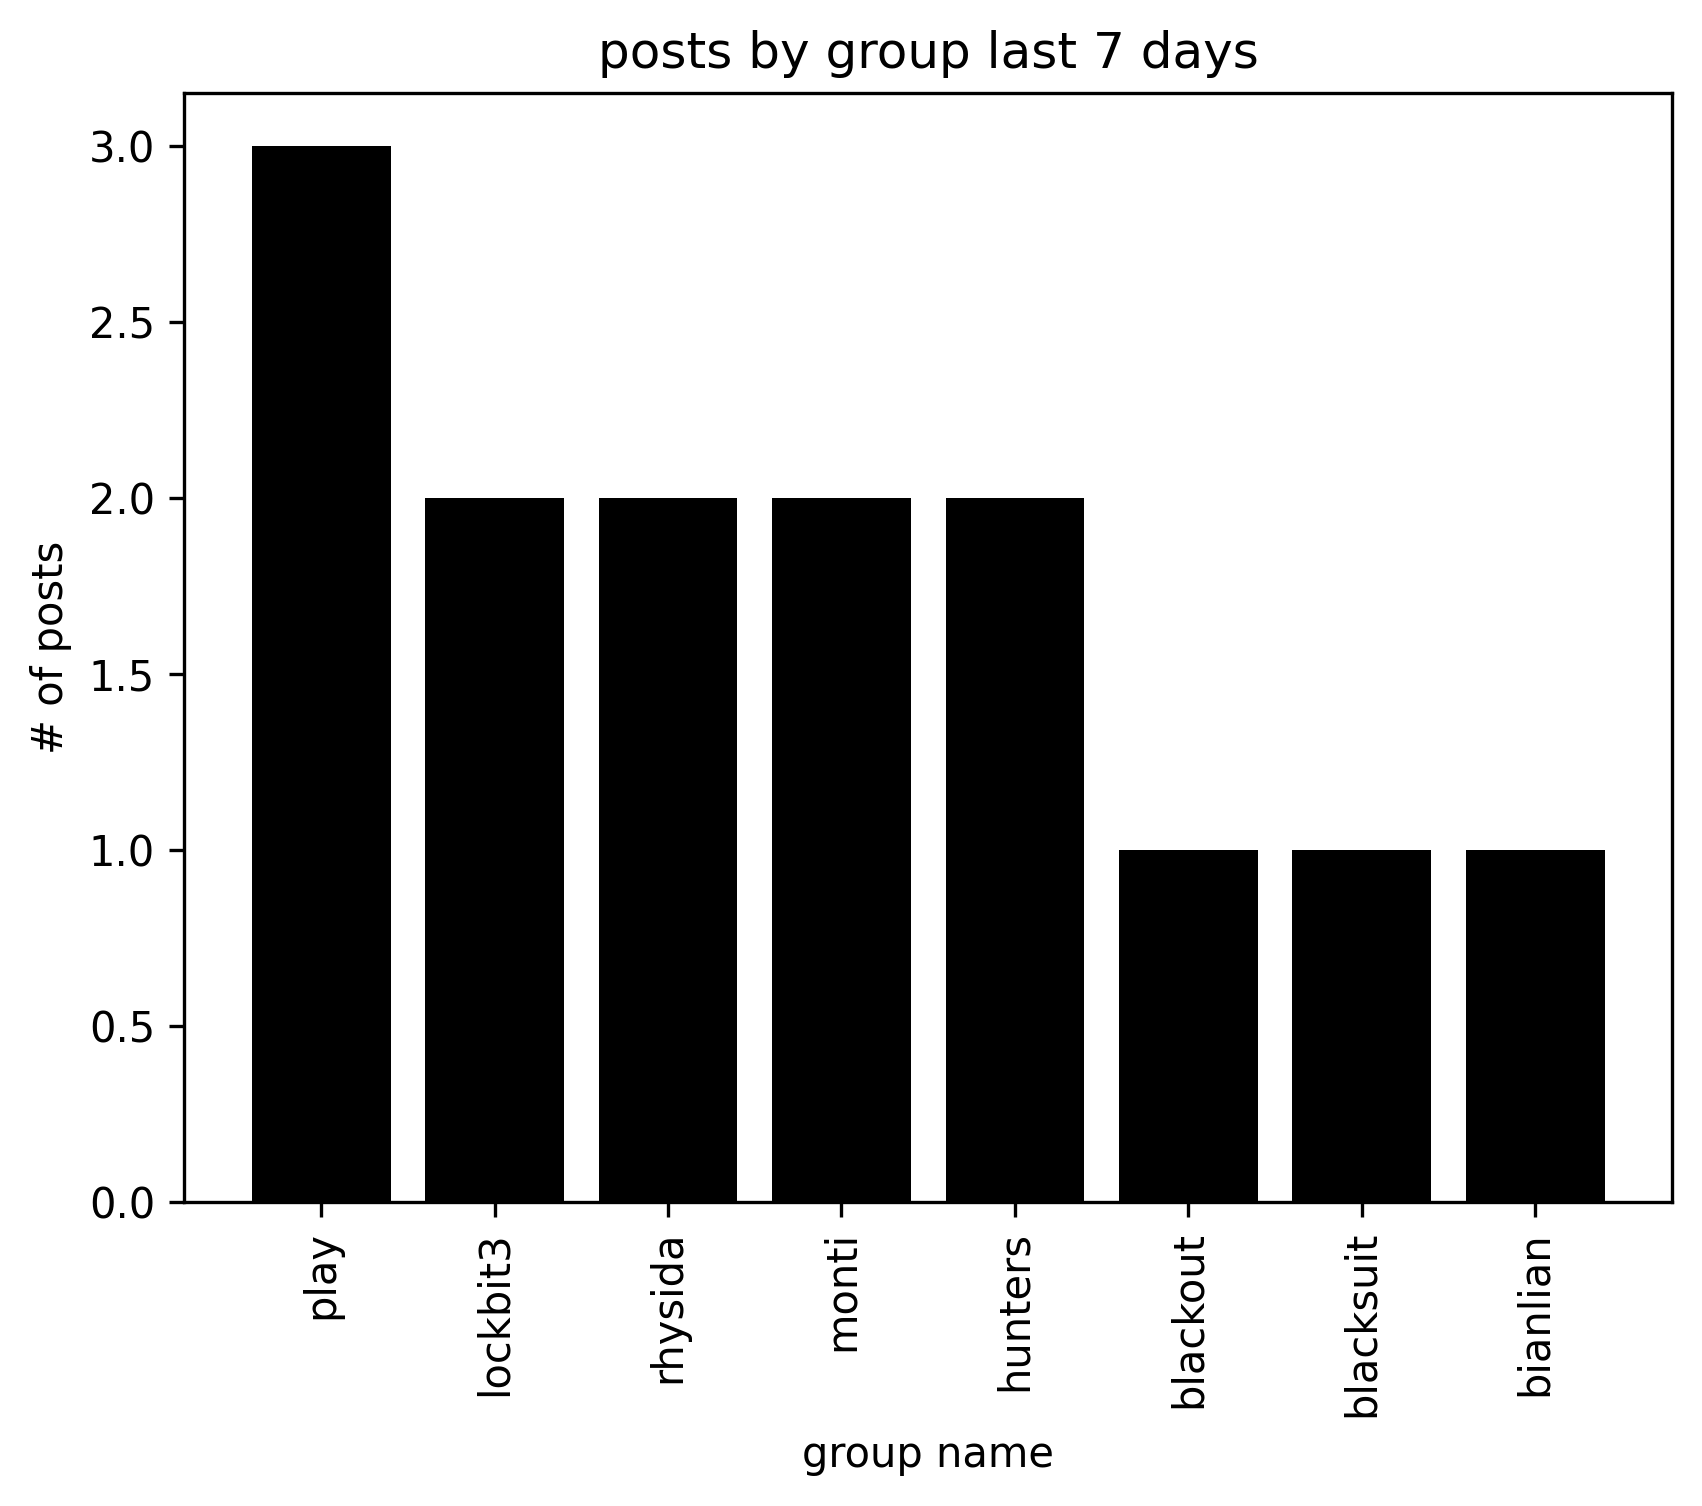 posts by group last 7 days
3.0
2.5
2.0
1.5
1.0
0.5
0.0
# of posts
play
lockbit3
rhysida
monti
hunters
blackout
blacksuit
bianlian
group name